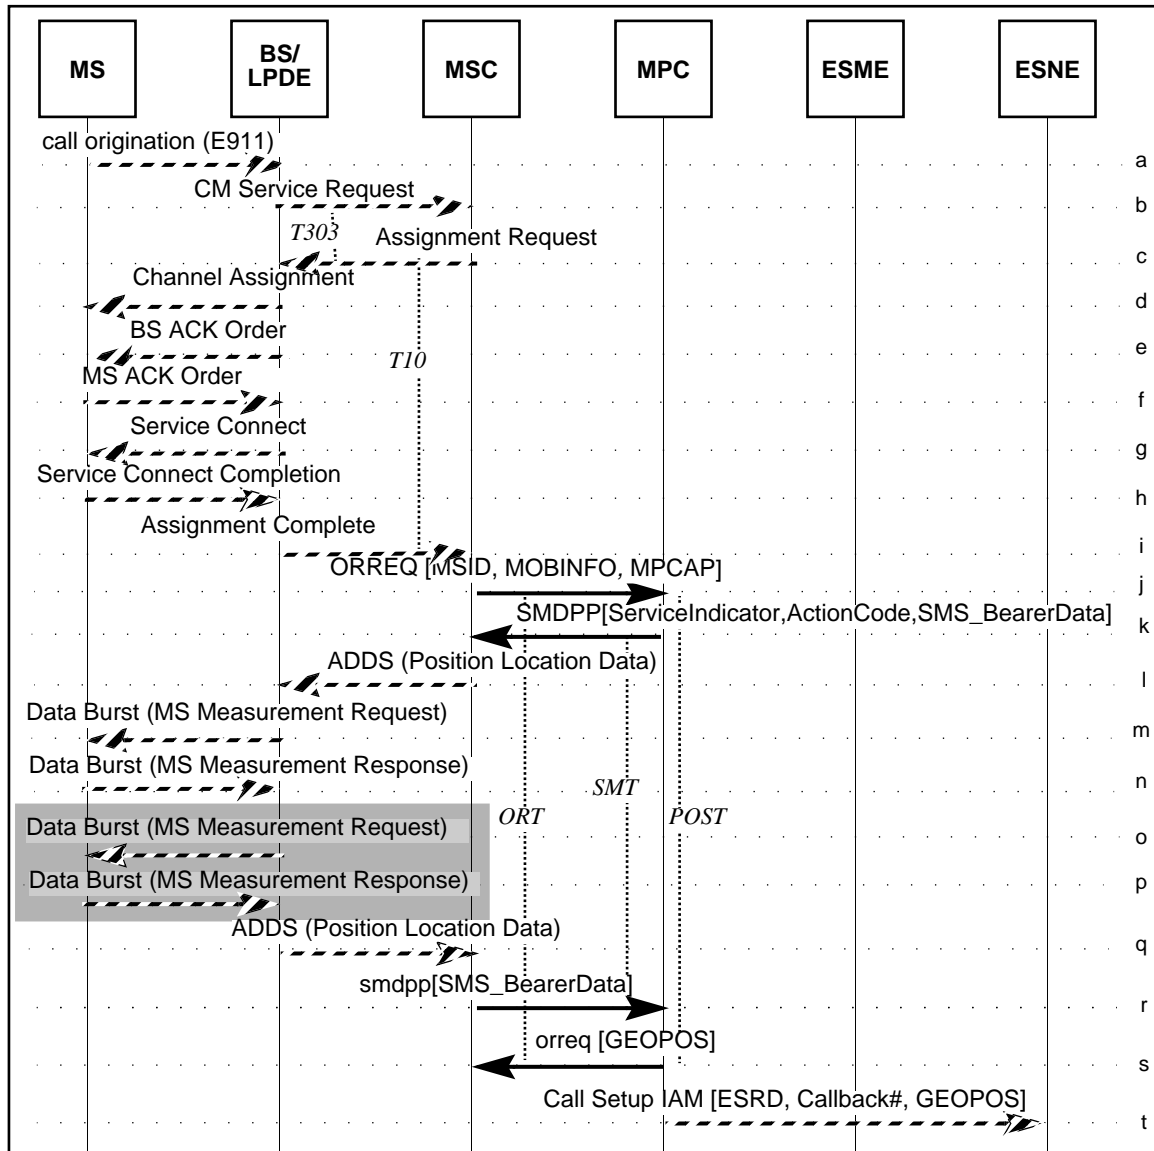 MS
BS/
LPDE
MSC
MPC
ESME
ESNE
call origination (E911)
a
CM Service Request
b
T303
Assignment Request
c
Channel Assignment
d
BS ACK Order
e
T10
MS ACK Order
f
Service Connect
g
Service Connect Completion
h
Assignment Complete
i
ORREQ [MSID, MOBINFO, MPCAP]
j
SMDPP[ServiceIndicator,ActionCode,SMS_BearerData]
k
ADDS (Position Location Data)
l
Data Burst (MS Measurement Request)
m
Data Burst (MS Measurement Response)
n
SMT
ORT
POST
Data Burst (MS Measurement Request)
o
Data Burst (MS Measurement Response)
p
ADDS (Position Location Data)
q
smdpp[SMS_BearerData]
r
orreq [GEOPOS]
s
Call Setup IAM [ESRD, Callback#, GEOPOS]
t